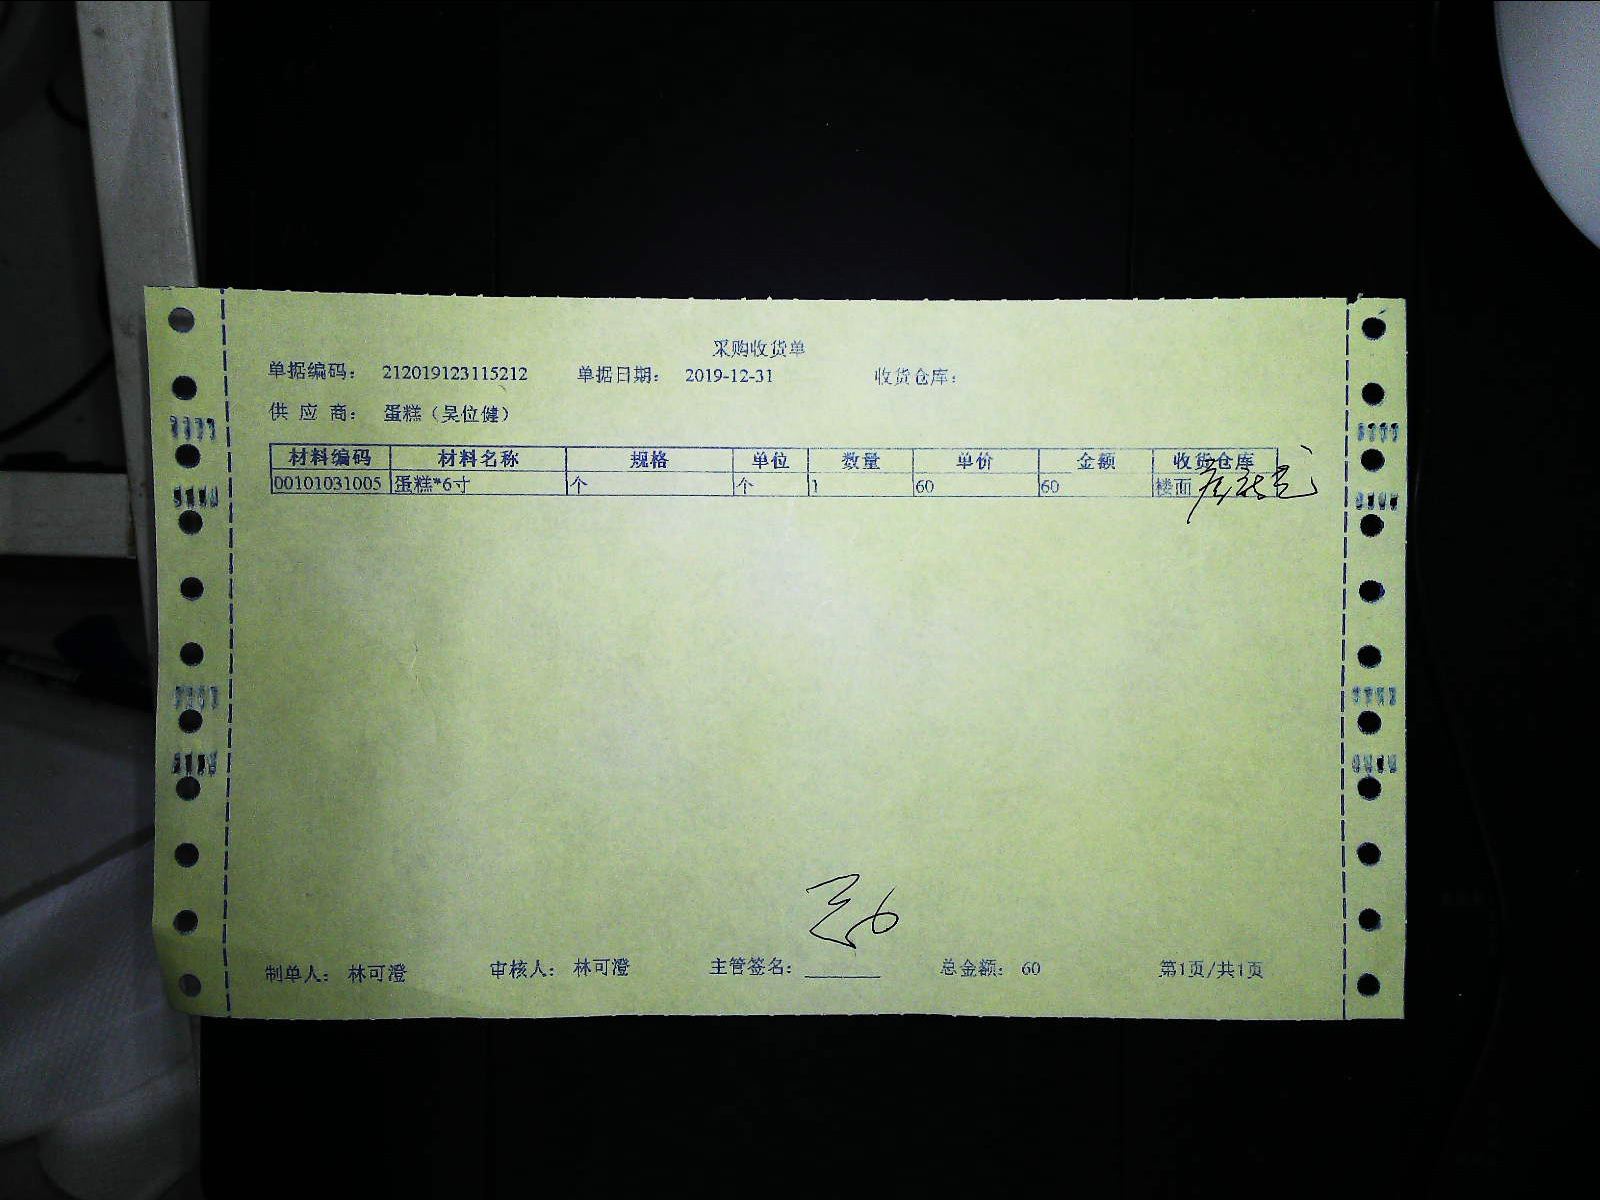 采购收货单
单据编码： 212019123115212 单据日期： 2019-12-31 收货仓库：
供 应 商： 蛋糕（吴位健）
材料编码 材料名称 规格 单位 数量 单价 金额 收货仓库
00101031005 蛋糕*6寸 个 个 1 60 60 楼面
制单人： 林可澄 审核人： 林可澄 主管签名： 总金额： 60 第1页/共1页